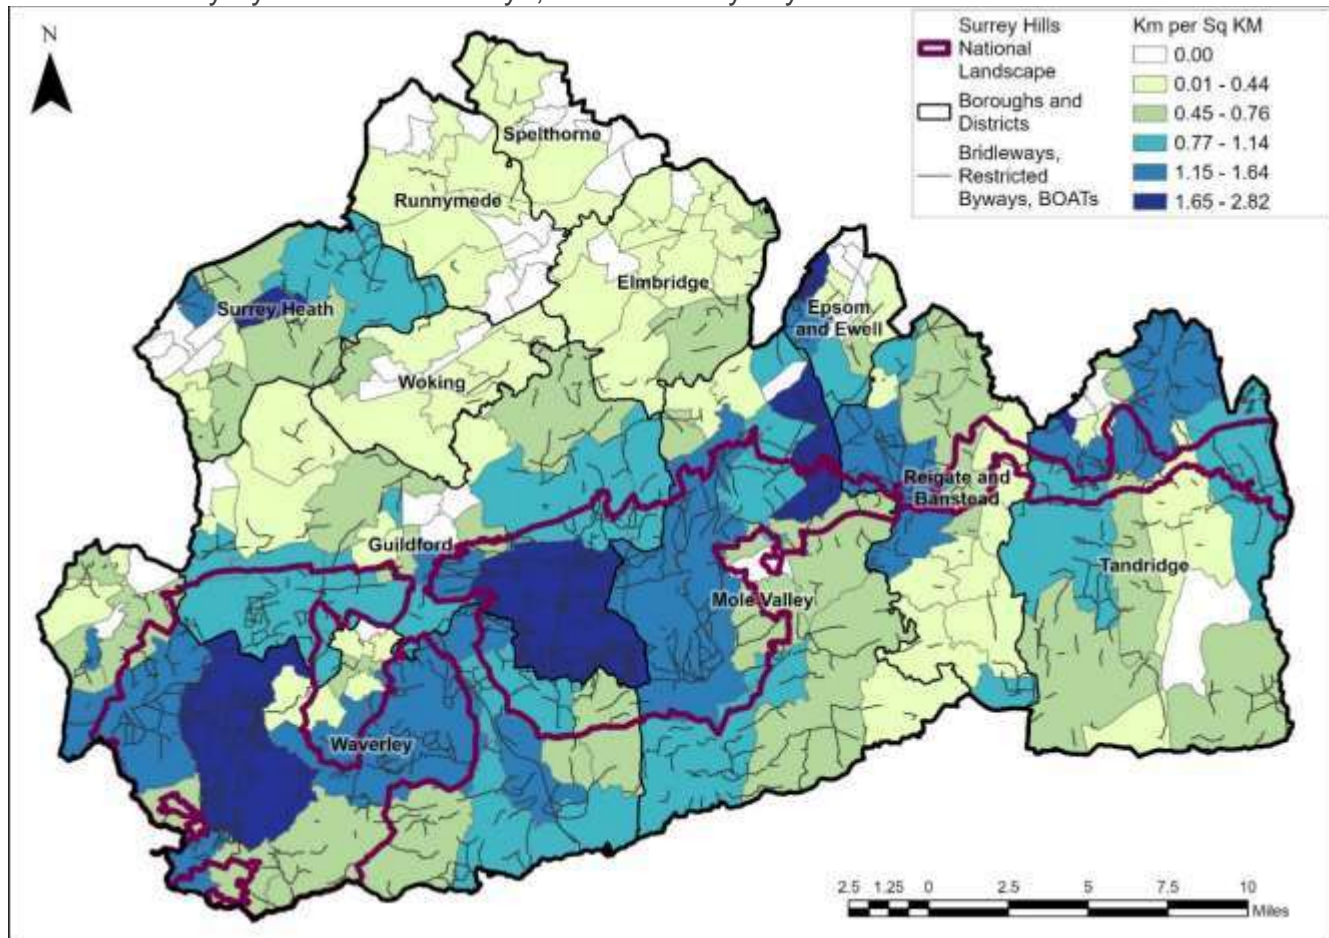 N
Surrey Hills
National
Landscape
Boroughs and
Districts
Bridleways,
Restricted
Byways, BOATs
Km per Sq KM
0.00
0.01 - 0.44
0.45 - 0.76
0.77 - 1.14
1.15 - 1.64
1.65 - 2.82
Spelthorne
Runnymede
Elmbridge
Surrey Heath
Epsom
and Ewell
Woking
Reigate and
Banstead
Guildford
Tandridge
Mole Valley
Waverley
2.5 1.25 0 2.5 5 7.5 10
Miles